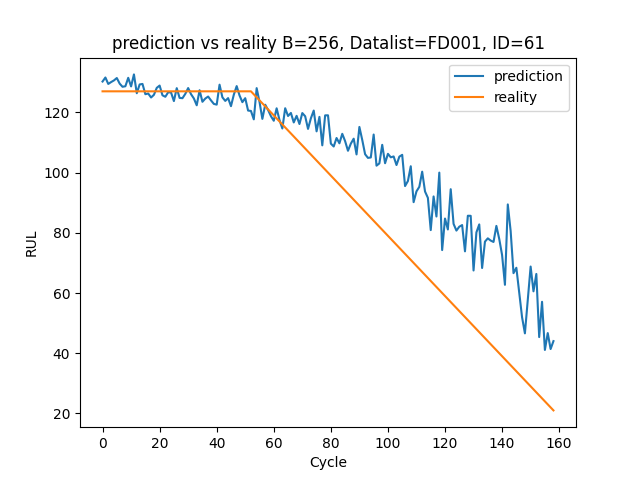 prediction vs reality B=256, Datalist=FD001, ID=61
prediction
reality
RUL
120
100
80
60
40
20
0 20 40 60 80 100 120 140 160
Cycle